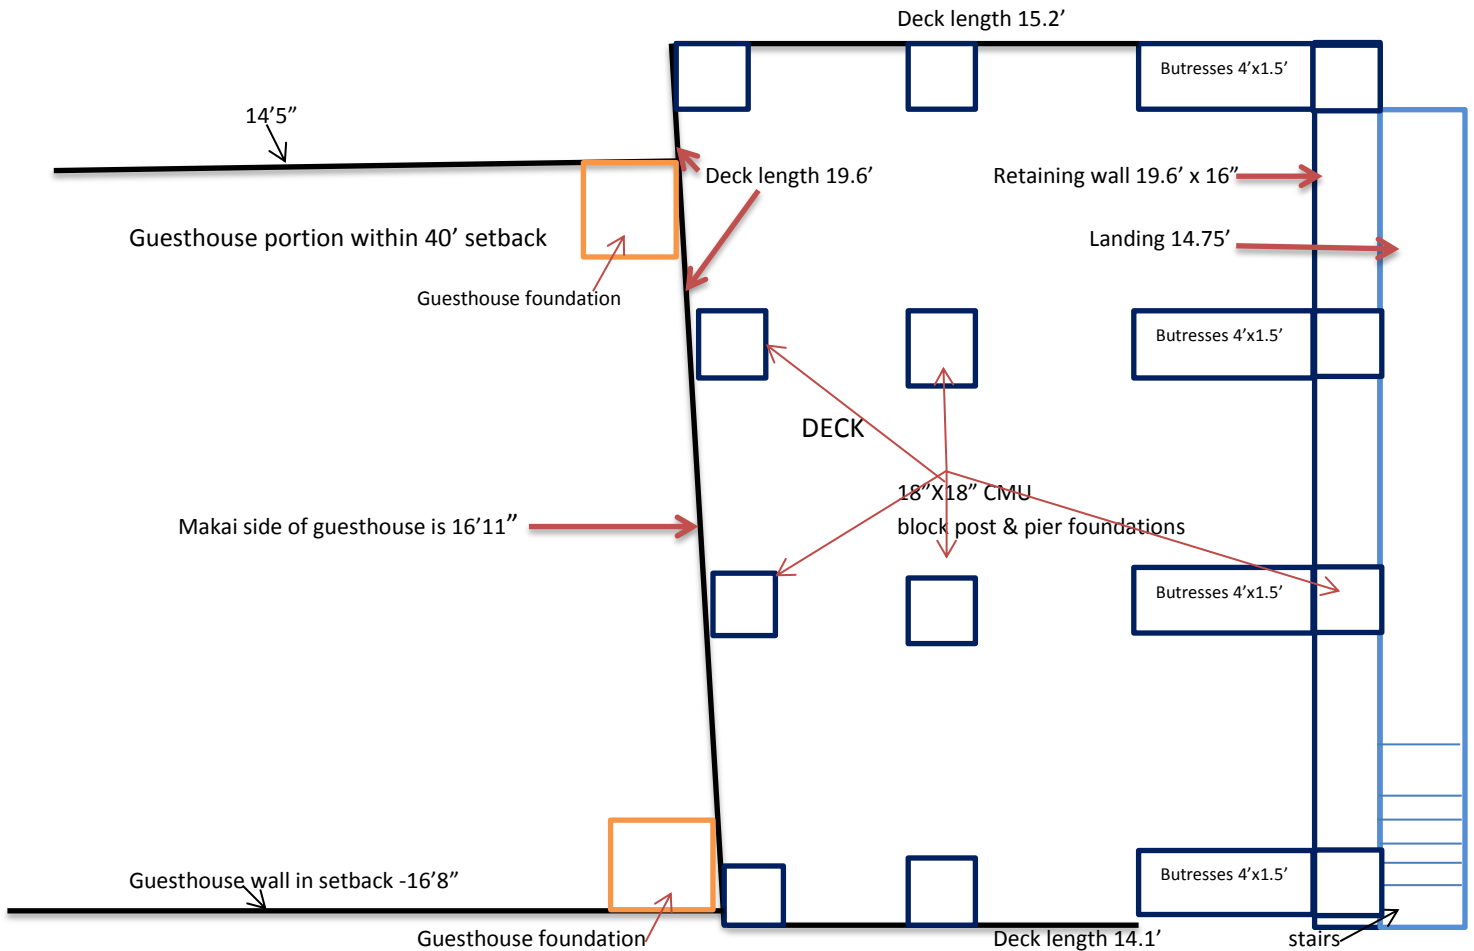 Deck length 15.2’
Butresses 4’x1.5’
14’5”
Deck length 19.6’
Retaining wall 19.6’ x 16”
Guesthouse portion within 40’ setback
Landing 14.75’
Guesthouse foundation
Butresses 4’x1.5’
DECK
18”X18” CMU
block post & pier foundations
Makai side of guesthouse is 16’11”
Butresses 4’x1.5’
Guesthouse wall in setback -16’8”
Butresses 4’x1.5’
Guesthouse foundation
Deck length 14.1’
stairs